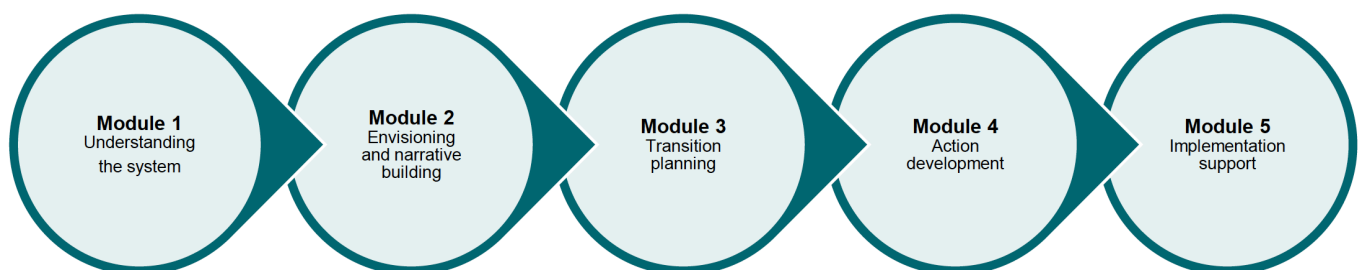 Module 1
Understanding
the system
Module 2
Envisioning
and narrative
building
Module 3
Transition
planning
Module 4
Action
development
Module 5
Implementation
support